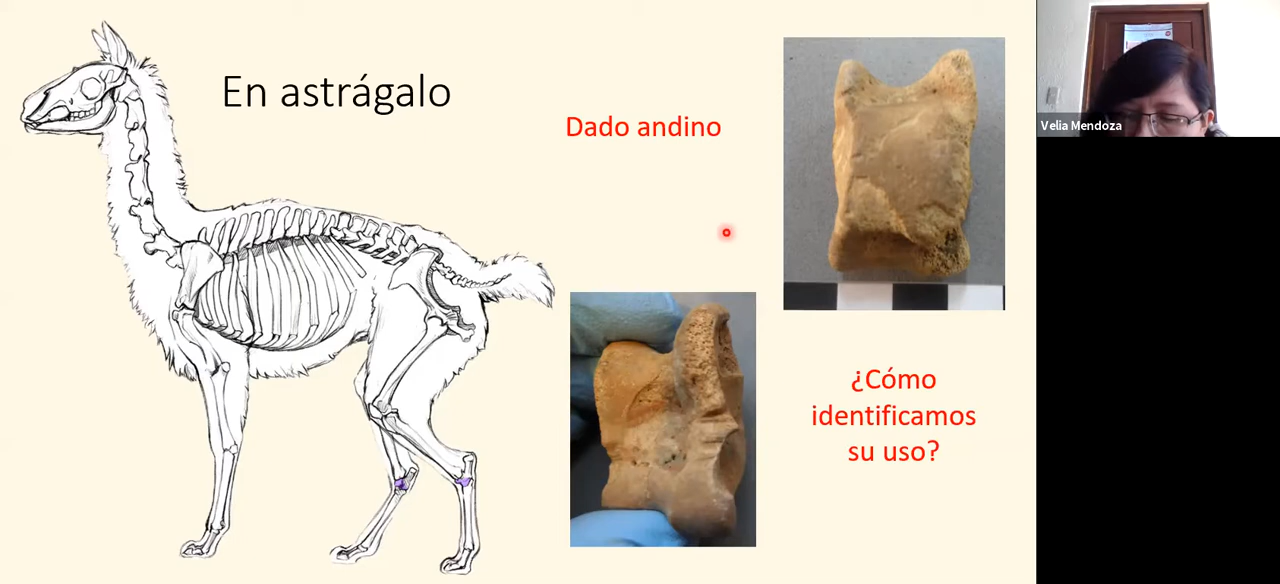 En astrágalo
Dado andino
¿Cómo
identificamos
su uso?
Velia Mendoza